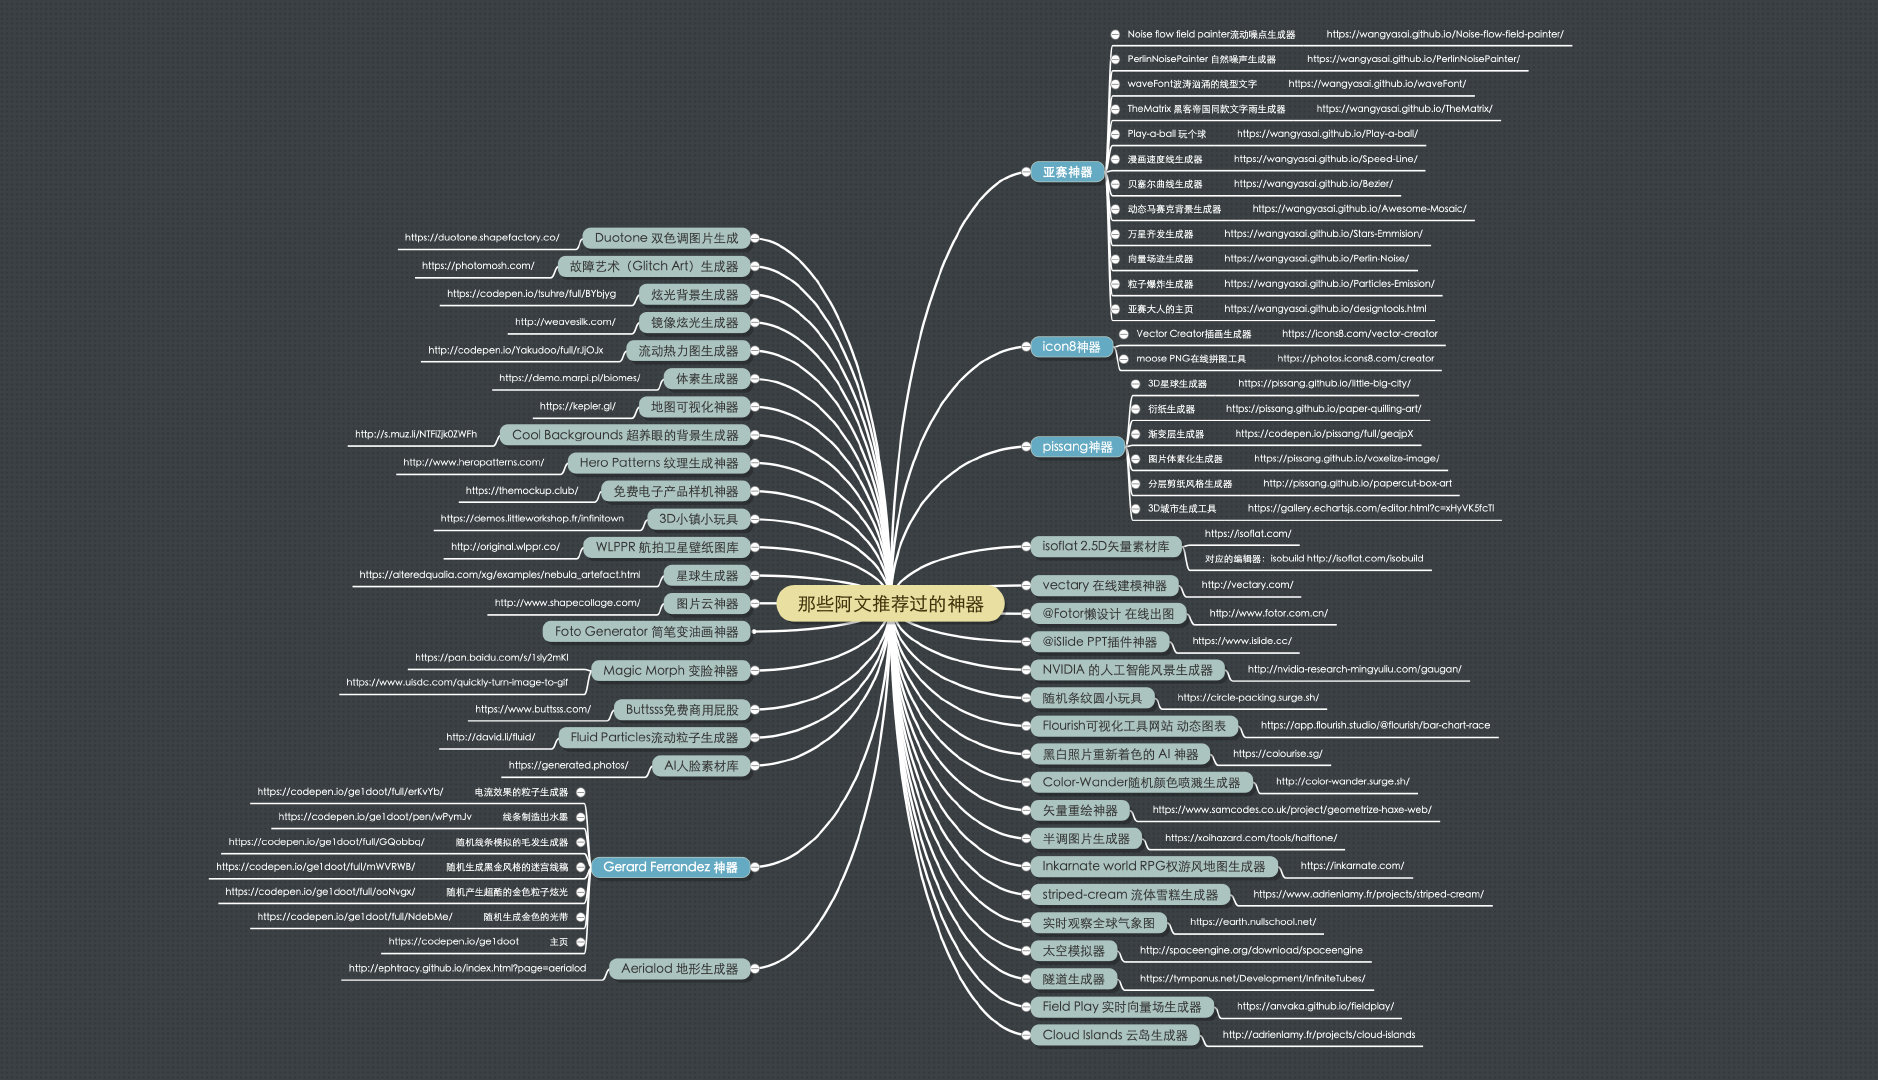 那些阿文推荐过的神器
亚赛神器
Noise flow field painter流动噪点生成器 https://wangyasai.github.io/Noise-flow-field-painter/
PerlinNoisePainter 自然噪声生成器 https://wangyasai.github.io/PerlinNoisePainter/
waveFont波涛汹涌的线型文字 https://wangyasai.github.io/waveFont/
TheMatrix 黑客帝国同款文字雨生成器 https://wangyasai.github.io/TheMatrix/
Play-a-ball 玩个球 https://wangyasai.github.io/Play-a-ball/
漫画速度线生成器 https://wangyasai.github.io/Speed-Line/
贝塞尔曲线生成器 https://wangyasai.github.io/Bezier/
动态马赛克背景生成器 https://wangyasai.github.io/Awesome-Mosaic/
万星齐发生成器 https://wangyasai.github.io/Stars-Emmision/
向量场迹生成器 https://wangyasai.github.io/Perlin-Noise/
粒子爆炸生成器 https://wangyasai.github.io/Particles-Emission/
亚赛大人的主页 https://wangyasai.github.io/designtools.html
icon8神器
Vector Creator插画生成器 https://icons8.com/vector-creator
moose PNG在线拼图工具 https://photos.icons8.com/creator
pissang神器
3D星球生成器 https://pissang.github.io/little-big-city/
衍纸生成器 https://pissang.github.io/paper-quilling-art/
渐变层生成器 https://codepen.io/pissang/full/geajpX
图片体素化生成器 https://pissang.github.io/voxelize-image/
分层剪纸风格生成器 http://pissang.github.io/papercut-box-art
3D城市生成工具 https://gallery.echartsjs.com/editor.html?c=xHyVK5fcTl
isoflat 2.5D矢量素材库
https://isoflat.com/
对应的编辑器：isobuild http://isoflat.com/isobuild
vectary 在线建模神器 http://vectary.com/
@Fotor懒设计 在线出图 http://www.fotor.com.cn/
@iSlide PPT插件神器 https://www.islide.cc/
NVIDIA 的人工智能风景生成器 http://nvidia-research-mingyuliu.com/gaugan/
随机条纹圆小玩具 https://circle-packing.surge.sh/
Flourish可视化工具网站 动态图表 https://app.flourish.studio/@flourish/bar-chart-race
黑白照片重新着色的 AI 神器 https://colourise.sg/
Color-Wander随机颜色喷溅生成器 http://color-wander.surge.sh/
矢量重绘神器 https://www.samcodes.co.uk/project/geometrize-haxe-web/
半调图片生成器 https://xoihazard.com/tools/halftone/
Inkarnate world RPG权游风地图生成器 https://inkarnate.com/
striped-cream 流体雪糕生成器 https://www.adrienlamy.fr/projects/striped-cream/
实时观察全球气象图 https://earth.nullschool.net/
太空模拟器 http://spaceengine.org/download/spaceengine
隧道生成器 https://tympanus.net/Development/InfiniteTubes/
Field Play 实时向量场生成器 https://anvaka.github.io/fieldplay/
Cloud Islands 云岛生成器 http://adrienlamy.fr/projects/cloud-islands
https://duotone.shapefactory.co/ Duotone 双色调图片生成
https://photomosh.com/ 故障艺术（Glitch Art）生成器
https://codepen.io/tsuhre/full/BYbjyg 炫光背景生成器
http://weavesilk.com/ 镜像炫光生成器
http://codepen.io/Yakudoo/full/rJjOJx 流动热力图生成器
https://demo.marpi.pl/biomes/ 体素生成器
https://kepler.gl/ 地图可视化神器
http://s.muz.li/NTFiZjk0ZWFh Cool Backgrounds 超养眼的背景生成器
http://www.heropatterns.com/ Hero Patterns 纹理生成神器
https://themockup.club/ 免费电子产品样机神器
https://demos.littleworkshop.fr/infinitown 3D小镇小玩具
http://original.wlppr.co/ WLPPR 航拍卫星壁纸图库
https://alteredqualia.com/xg/examples/nebula_artefact.html 星球生成器
http://www.shapecollage.com/ 图片云神器
Foto Generator 简笔变油画神器
https://pan.baidu.com/s/1sly2mKl
Magic Morph 变脸神器
https://www.uisdc.com/quickly-turn-image-to-gif
https://www.buttsss.com/ Buttsss免费商用屁股
http://david.li/fluid/ Fluid Particles流动粒子生成器
https://generated.photos/ AI人脸素材库
https://codepen.io/ge1doot/full/erKvYb/ 电流效果的粒子生成器
https://codepen.io/ge1doot/pen/wPymJv 线条制造出水墨
https://codepen.io/ge1doot/full/GQobbq/ 随机线条模拟的毛发生成器
https://codepen.io/ge1doot/full/mWVRWB/ 随机生成黑金风格的迷宫线稿
Gerard Ferrandez 神器
https://codepen.io/ge1doot/full/ooNvgx/ 随机产生超酷的金色粒子炫光
https://codepen.io/ge1doot/full/NdebMe/ 随机生成金色的光带
https://codepen.io/ge1doot 主页
http://ephtracy.github.io/index.html?page=aerialod Aerialod 地形生成器